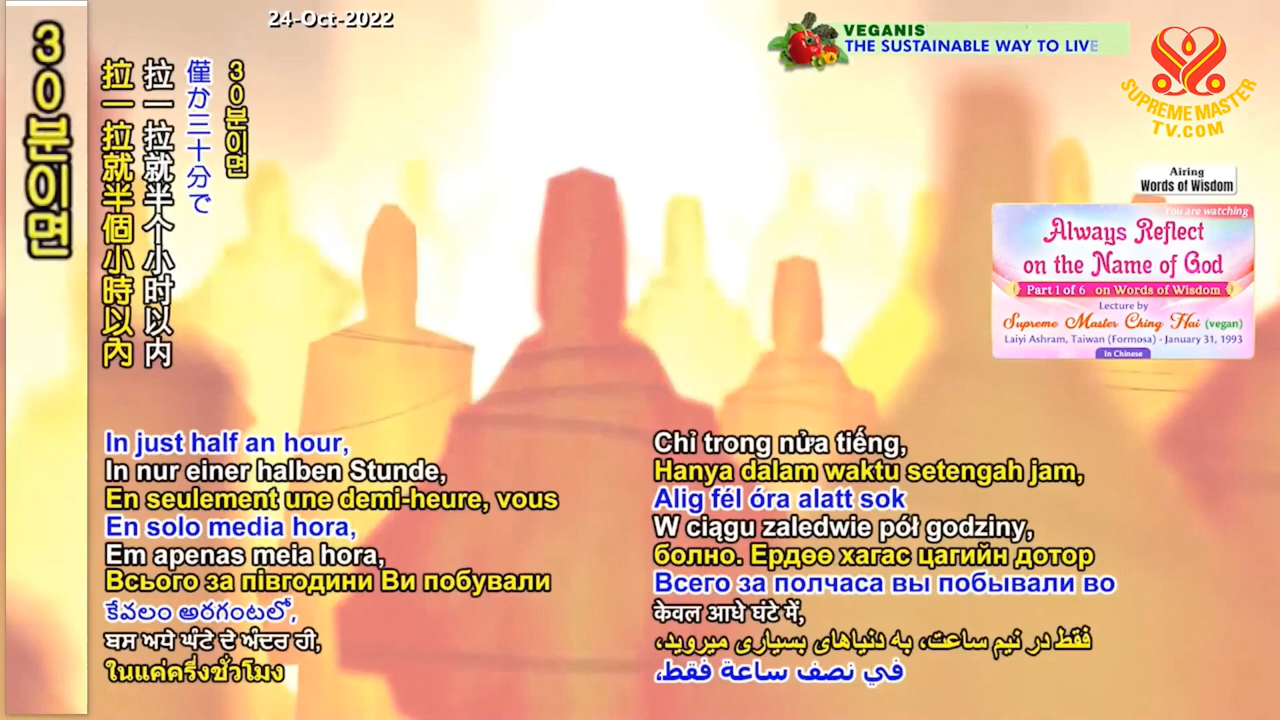 24-Oct-2022
VEGANIS
THE SUSTAINABLE WAY TO LIVE
SUPREME MASTER
TV.COM
30분이면
30분이면
僅か三十分で
拉一拉就半个小时以内
拉一拉就半個小時以內
Airing
Words of Wisdom
You are watching
Always Reflect
on the Name of God
Part 1 of 6 on Words of Wisdom
Lecture by
Supreme Master Ching Hai (vegan)
Laiyi Ashram, Taiwan (Formosa) - January 31, 1993
In Chinese
In just half an hour,
In nur einer halben Stunde,
En seulement une demi-heure, vous
En solo media hora,
Em apenas meia hora,
Всього за півгодини Ви побували
కేవలం అరగంటలో,
ਬਸ ਅਧੇ ਘੰਟੇ ਦੇ ਅੰਦਰ ਹੀ,
ในแค่ครึ่งชั่วโมง
Chỉ trong nửa tiếng,
Hanya dalam waktu setengah jam,
Alig fél óra alatt sok
W ciągu zaledwie pół godziny,
болно. Ердөө хагас цагийн дотор
Всего за полчаса вы побывали во
केवल आधे घंटे में,
فقط در نیم ساعت، به دنیاهای بسیاری میروید،
في نصف ساعة فقط،